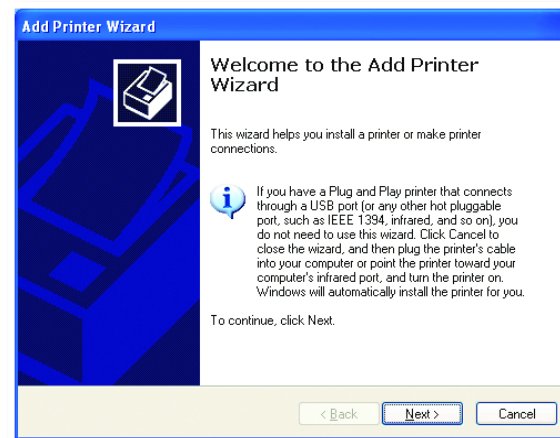 Add Printer Wizard
Welcome to the Add Printer
Wizard
This wizard helps you install a printer or make printer
connections.
If you have a Plug and Play printer that connects
through a USB port (or any other hot pluggable
port, such as IEEE 1394, infrared, and so on), you
do not need to use this wizard. Click Cancel to
close the wizard, and then plug the printer's cable
into your computer or point the printer toward your
computer's infrared port, and turn the printer on.
Windows will automatically install the printer for you.
To continue, click Next.
< Back Next > Cancel